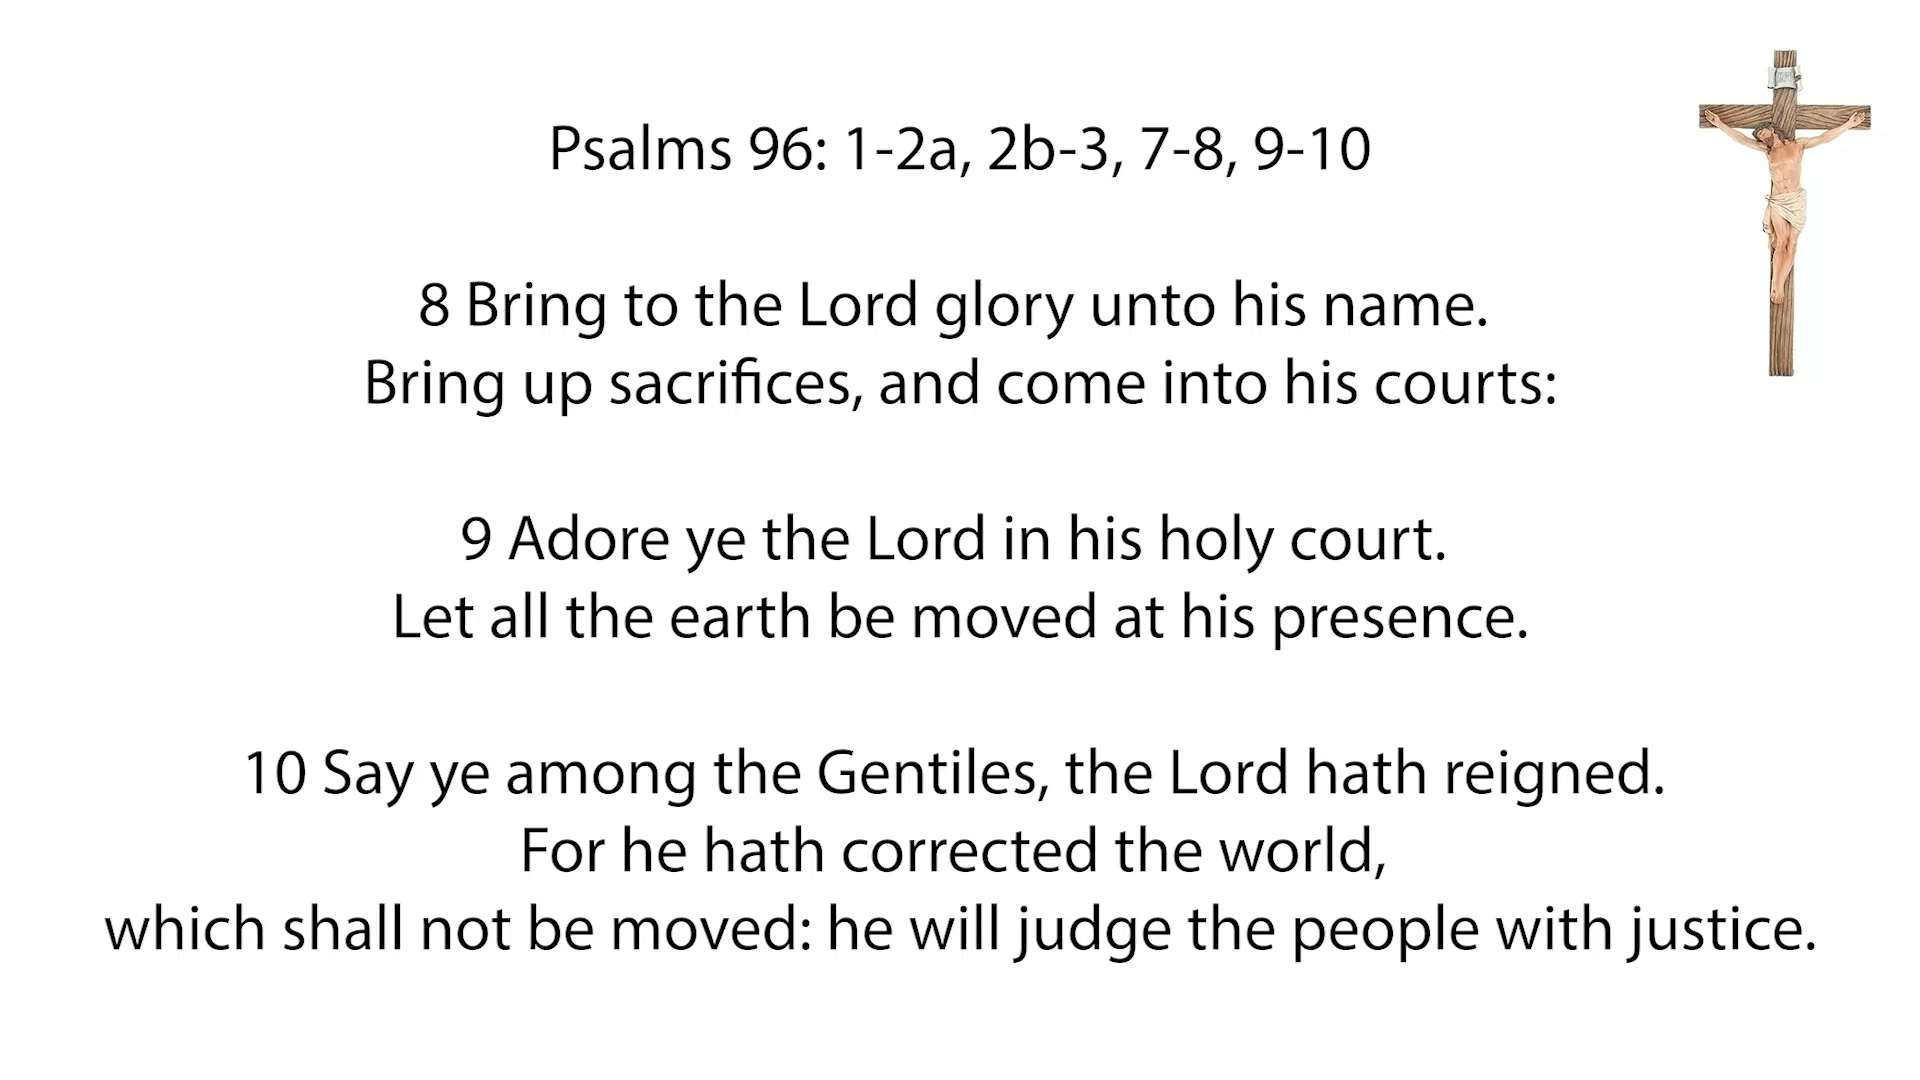 Psalms 96: 1-2a, 2b-3, 7-8, 9-10
8 Bring to the Lord glory unto his name.
Bring up sacrifices, and come into his courts:
9 Adore ye the Lord in his holy court.
Let all the earth be moved at his presence.
10 Say ye among the Gentiles, the Lord hath reigned.
For he hath corrected the world,
which shall not be moved: he will judge the people with justice.